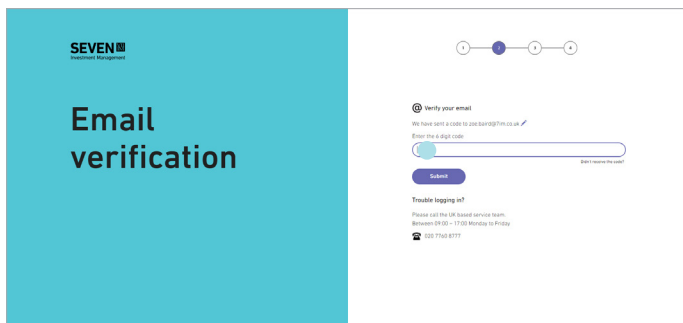 SEVEN
Investment Management
Email
verification
1 2 3 4
@ Verify your email
We have sent a code to zoe.baird@7im.co.uk
Enter the 6 digit code
Didn't receive the code?
Submit
Trouble logging in?
Please call the UK based service team.
Between 09:00 – 17:00 Monday to Friday
020 7760 8777